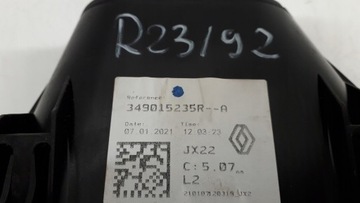 R23/92
Reference:
349015235R--A
Date: Time:
07.01.2021 12:03:23
JX22
C: 5.07
L2